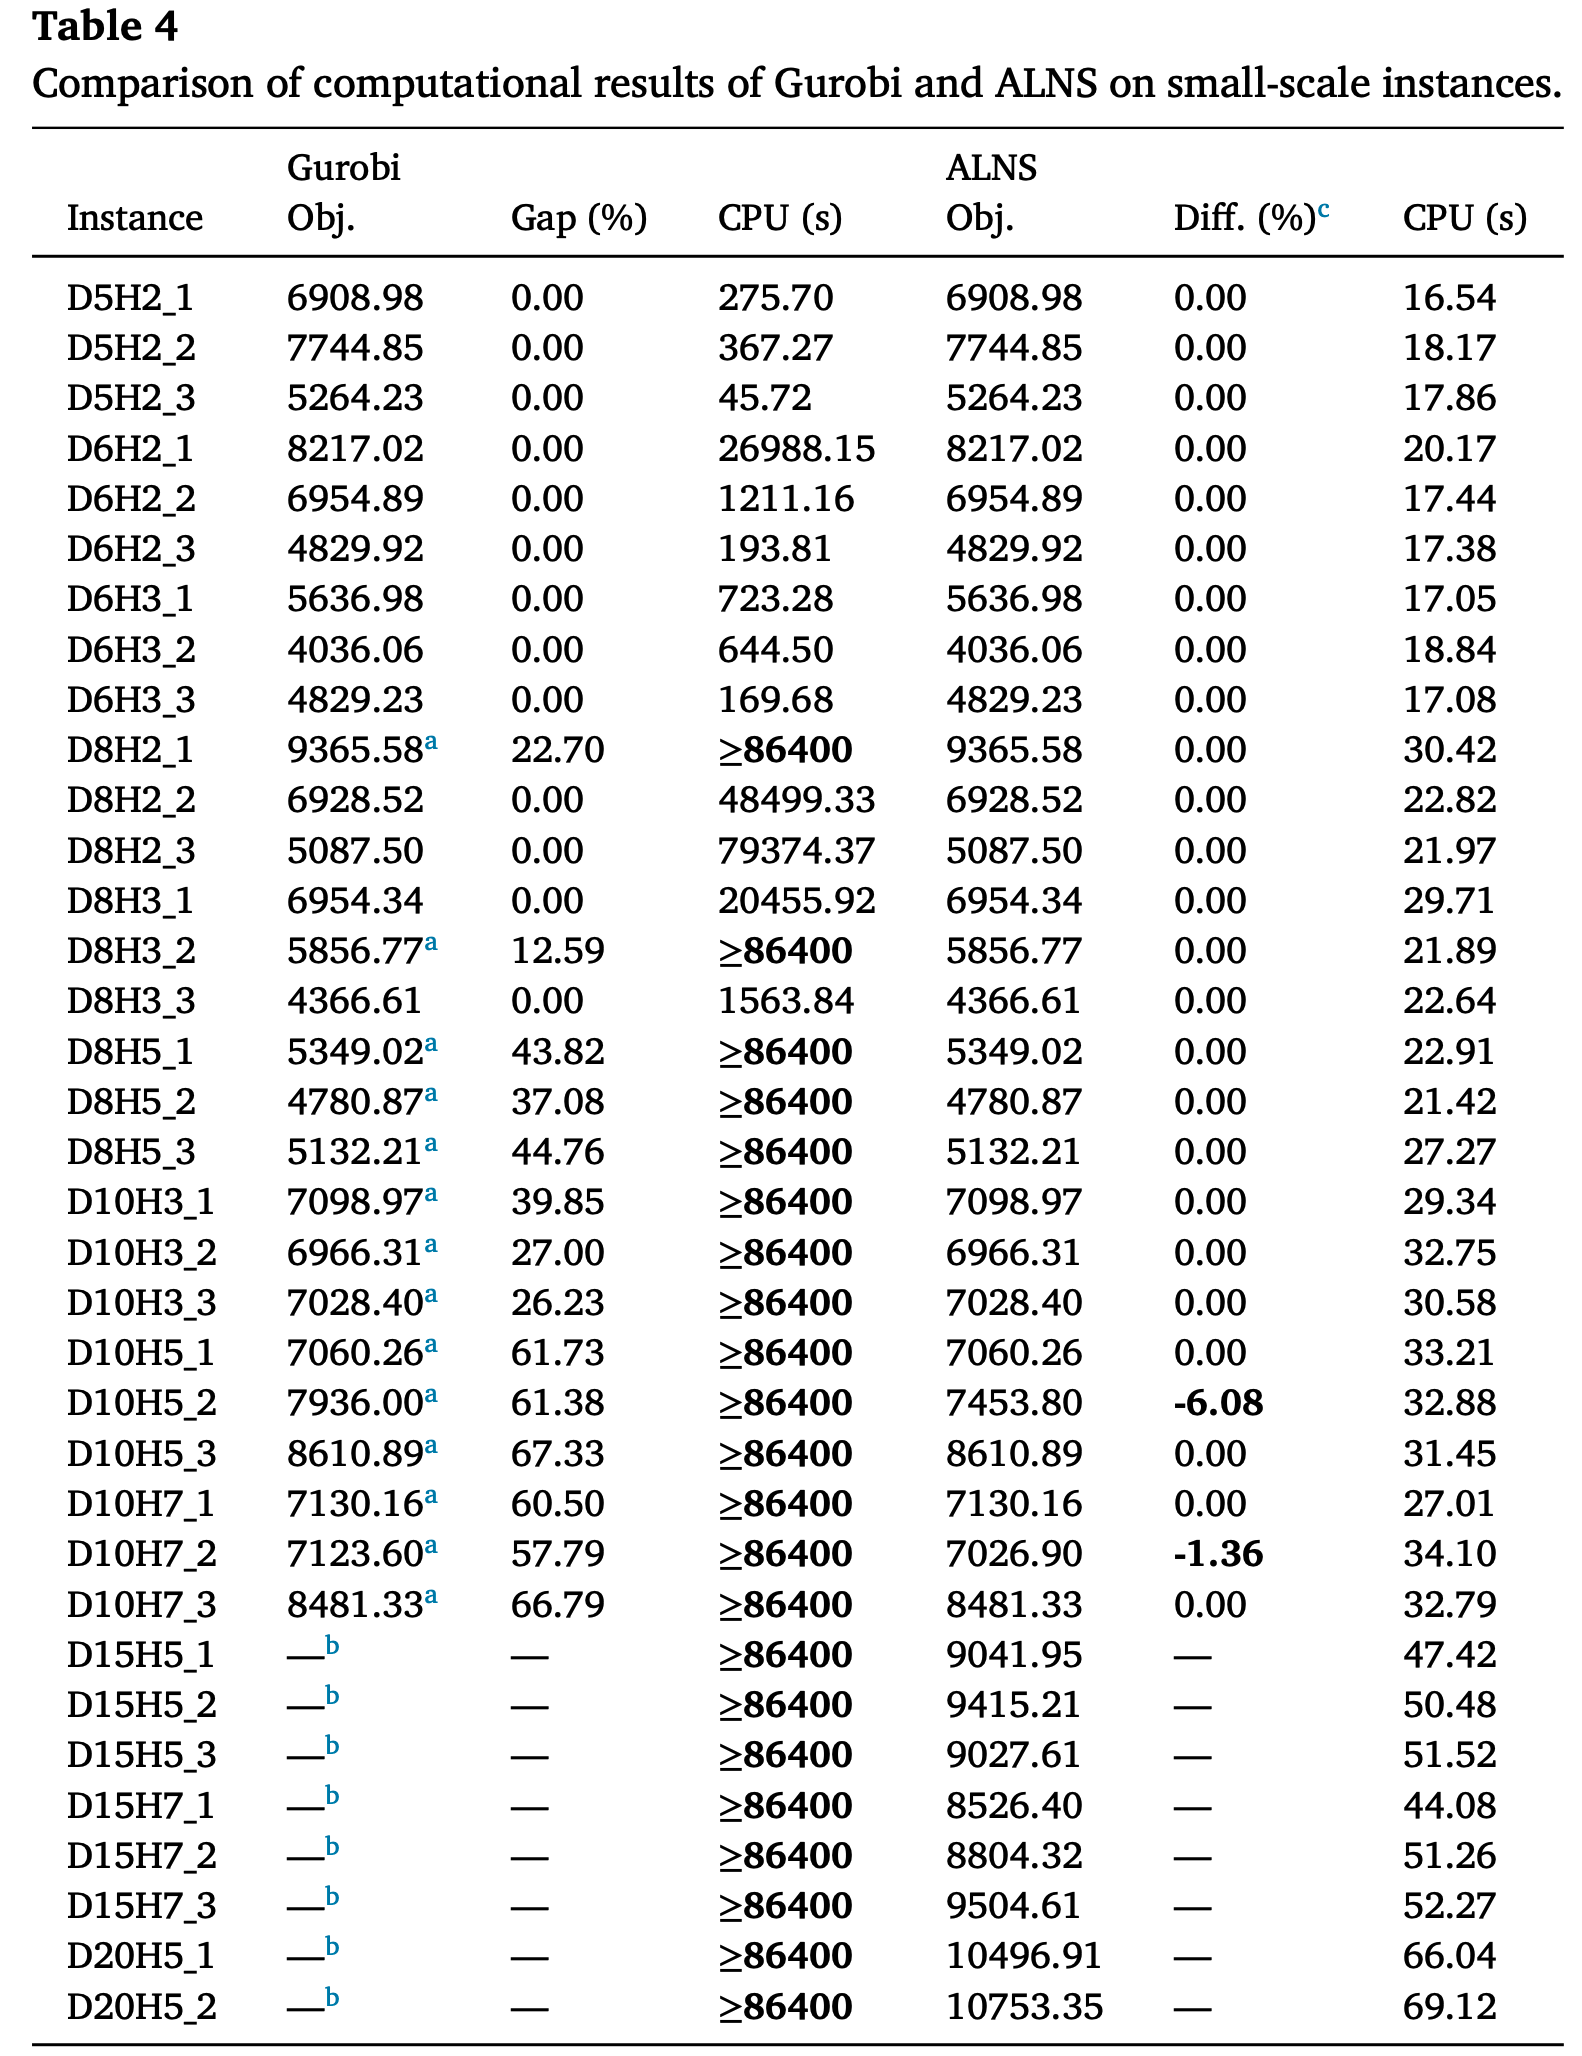 Table 4
Comparison of computational results of Gurobi and ALNS on small-scale instances.
Gurobi ALNS
Instance Obj. Gap (%) CPU (s) Obj. Diff. (%)c CPU (s)
D5H2_1 6908.98 0.00 275.70 6908.98 0.00 16.54
D5H2_2 7744.85 0.00 367.27 7744.85 0.00 18.17
D5H2_3 5264.23 0.00 45.72 5264.23 0.00 17.86
D6H2_1 8217.02 0.00 26988.15 8217.02 0.00 20.17
D6H2_2 6954.89 0.00 1211.16 6954.89 0.00 17.44
D6H2_3 4829.92 0.00 193.81 4829.92 0.00 17.38
D6H3_1 5636.98 0.00 723.28 5636.98 0.00 17.05
D6H3_2 4036.06 0.00 644.50 4036.06 0.00 18.84
D6H3_3 4829.23 0.00 169.68 4829.23 0.00 17.08
D8H2_1 9365.58a 22.70 ≥86400 9365.58 0.00 30.42
D8H2_2 6928.52 0.00 48499.33 6928.52 0.00 22.82
D8H2_3 5087.50 0.00 79374.37 5087.50 0.00 21.97
D8H3_1 6954.34 0.00 20455.92 6954.34 0.00 29.71
D8H3_2 5856.77a 12.59 ≥86400 5856.77 0.00 21.89
D8H3_3 4366.61 0.00 1563.84 4366.61 0.00 22.64
D8H5_1 5349.02a 43.82 ≥86400 5349.02 0.00 22.91
D8H5_2 4780.87a 37.08 ≥86400 4780.87 0.00 21.42
D8H5_3 5132.21a 44.76 ≥86400 5132.21 0.00 27.27
D10H3_1 7098.97a 39.85 ≥86400 7098.97 0.00 29.34
D10H3_2 6966.31a 27.00 ≥86400 6966.31 0.00 32.75
D10H3_3 7028.40a 26.23 ≥86400 7028.40 0.00 30.58
D10H5_1 7060.26a 61.73 ≥86400 7060.26 0.00 33.21
D10H5_2 7936.00a 61.38 ≥86400 7453.80 -6.08 32.88
D10H5_3 8610.89a 67.33 ≥86400 8610.89 0.00 31.45
D10H7_1 7130.16a 60.50 ≥86400 7130.16 0.00 27.01
D10H7_2 7123.60a 57.79 ≥86400 7026.90 -1.36 34.10
D10H7_3 8481.33a 66.79 ≥86400 8481.33 0.00 32.79
D15H5_1 —b — ≥86400 9041.95 — 47.42
D15H5_2 —b — ≥86400 9415.21 — 50.48
D15H5_3 —b — ≥86400 9027.61 — 51.52
D15H7_1 —b — ≥86400 8526.40 — 44.08
D15H7_2 —b — ≥86400 8804.32 — 51.26
D15H7_3 —b — ≥86400 9504.61 — 52.27
D20H5_1 —b — ≥86400 10496.91 — 66.04
D20H5_2 —b — ≥86400 10753.35 — 69.12